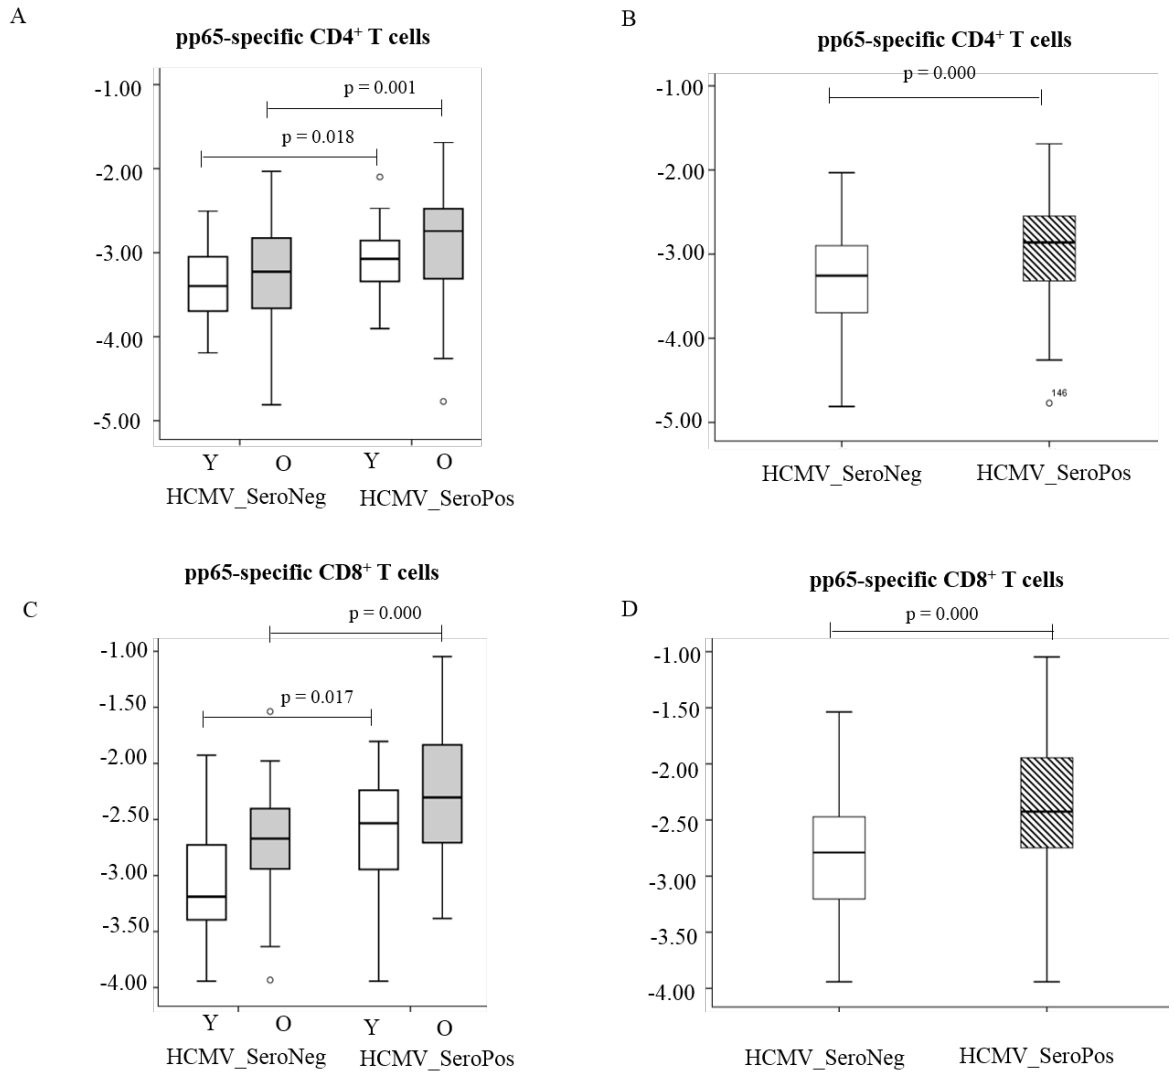 A
pp65-specific CD4+ T cells
p = 0.001
p = 0.018
-1.00
-2.00
-3.00
-4.00
-5.00
Y O Y O
HCMV_SeroNeg HCMV_SeroPos
B
pp65-specific CD4+ T cells
p = 0.000
-1.00
-2.00
-3.00
-4.00
-5.00
146
HCMV_SeroNeg HCMV_SeroPos
C
pp65-specific CD8+ T cells
p = 0.000
p = 0.017
-1.00
-1.50
-2.00
-2.50
-3.00
-3.50
-4.00
Y O Y O
HCMV_SeroNeg HCMV_SeroPos
D
pp65-specific CD8+ T cells
p = 0.000
-1.00
-1.50
-2.00
-2.50
-3.00
-3.50
-4.00
HCMV_SeroNeg HCMV_SeroPos